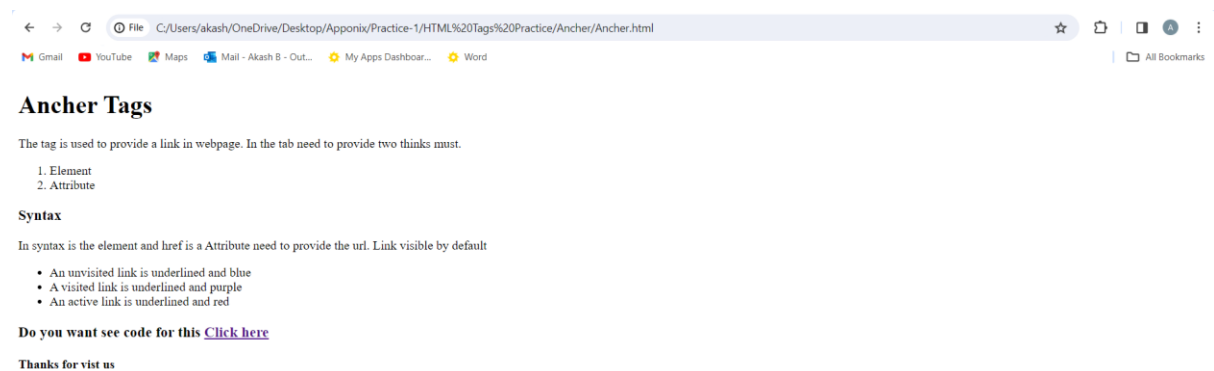 File C:/Users/akash/OneDrive/Desktop/Apponix/Practice-1/HTML%20Tags%20Practice/Ancher/Ancher.html A
Gmail YouTube Maps Mail - Akash B - Out... My Apps Dashboar... Word All Bookmarks
Ancher Tags
The tag is used to provide a link in webpage. In the tab need to provide two thinks must.
1. Element
2. Attribute
Syntax
In syntax is the element and href is a Attribute need to provide the url. Link visible by default
• An unvisited link is underlined and blue
• A visited link is underlined and purple
• An active link is underlined and red
Do you want see code for this Click here
Thanks for vist us